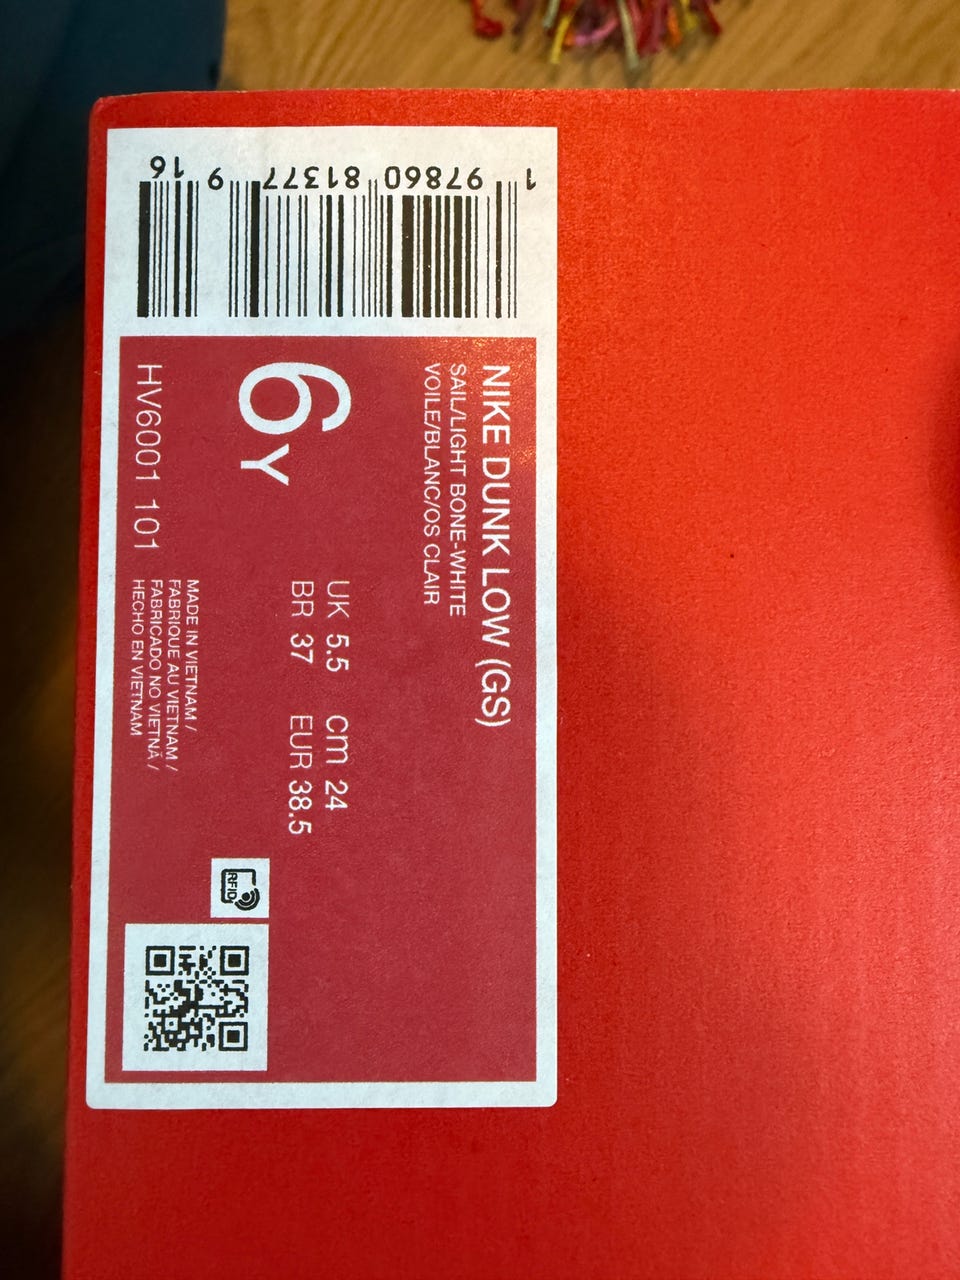 NIKE DUNK LOW (GS)
SAIL/LIGHT BONE-WHITE
VOILE/BLANC/OS CLAIR
6Y
UK 5.5 cm 24
BR 37 EUR 38.5
HV6001 101
MADE IN VIETNAM /
FABRIQUE AU VIETNAM /
FABRICADO NO VIETNÃ /
HECHO EN VIETNAM
RFID
1 97860 81377 9 16